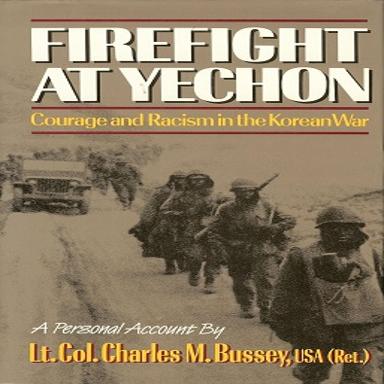 FIREFIGHT
AT YECHON
Courage and Racism in the Korean War
A Personal Account By
Lt. Col. Charles M. Bussey, USA (Ret.)